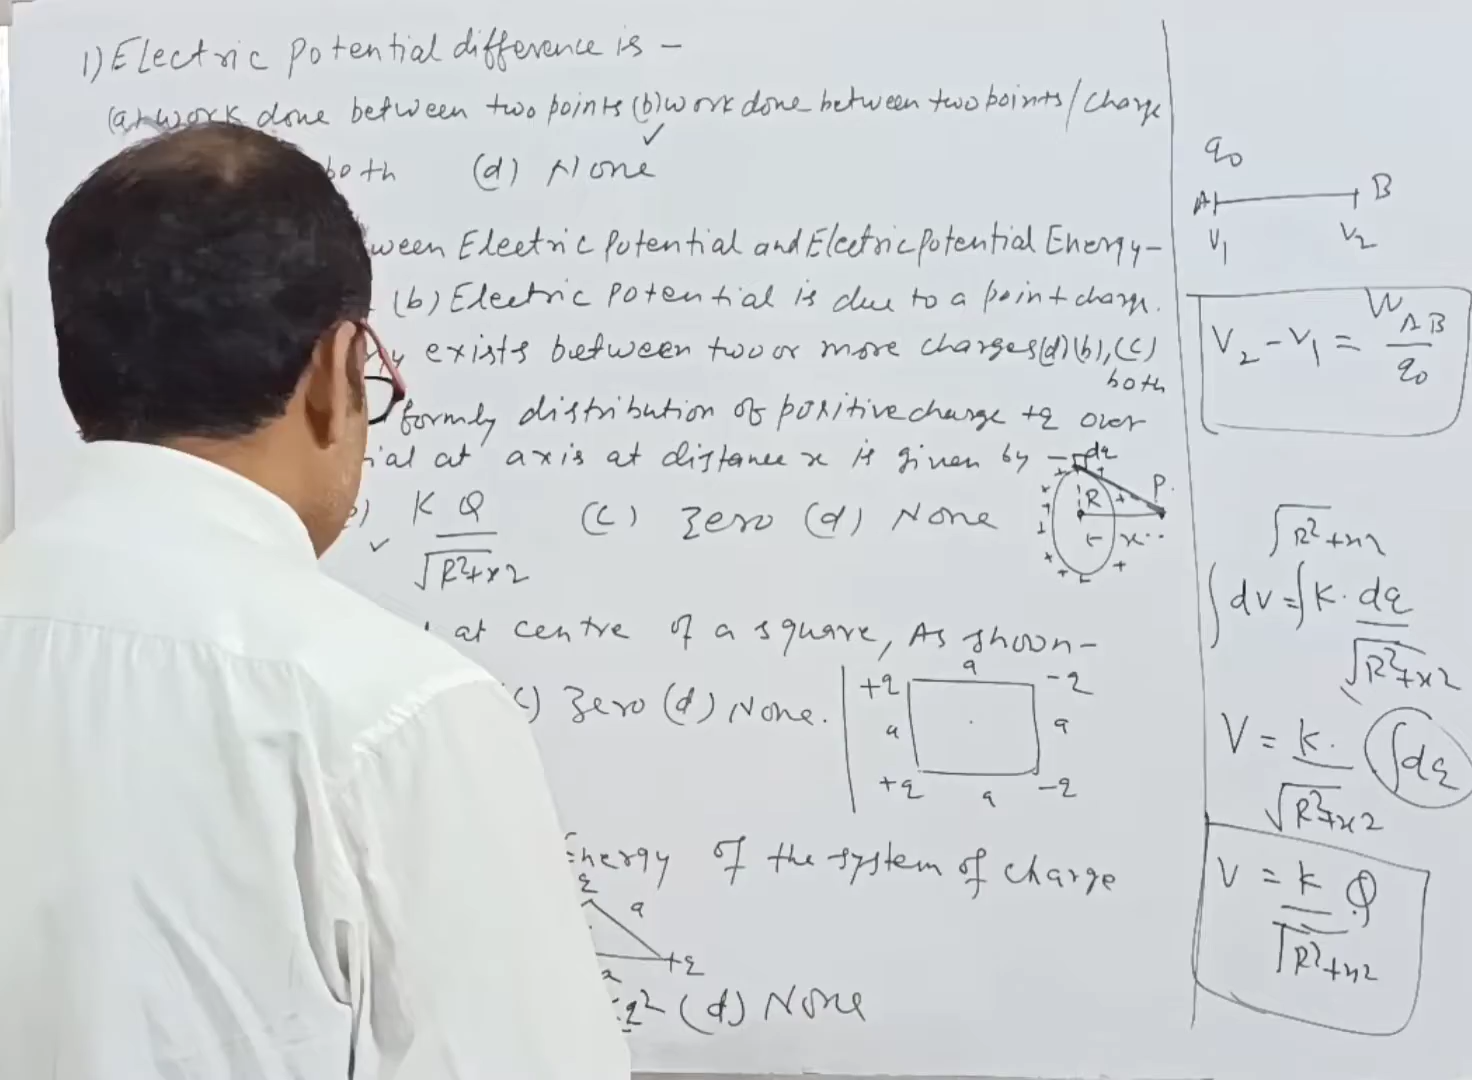 1) Electric potential difference is -
(a) work done between two points (b) work done between two points / charge
both (d) None
ween Electric Potential and Electric Potential Energy -
(b) Electric Potential is due to a point charge.
exists between two or more charges (d) (b), (c)
both
formly distribution of positive charge +q over
ial at axis at distance x is given by -
dq
R
P
x
KQ
√R²+x²
(c) Zero (d) None
at centre of a square, As shown -
(c) Zero (d) None.
+q a -q
a a
+q a -q
Energy of the system of charge
q
a
+q
a
q² (d) None
q₀
A B
V₁ V₂
V₂ - V₁ = W_AB
q₀
√R²+x²
∫dv = ∫K. dq
√R²+x²
V = K. ∫dq
√R²+x²
V = K Q
√R²+x²